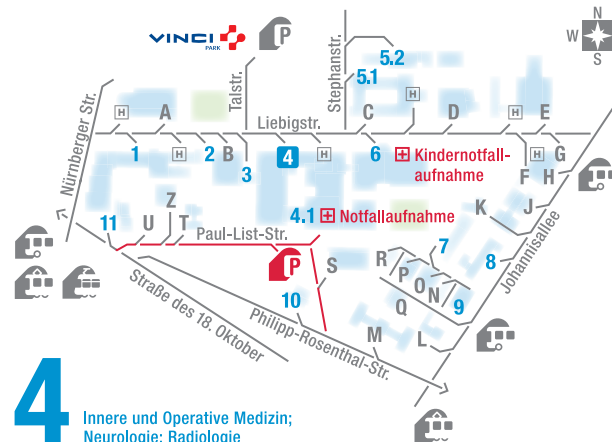 VINCI
PARK
P
N
W
S
5.2
5.1
Nürnberger Str.
Talstr.
Stephanstr.
H
A
Liebigstr.
C
H
D
H
E
1
H
2
B
3
4
H
6
Kindernotfall-
aufnahme
F
H
G
H
4.1
Notfallaufnahme
Z
11
U
T
Paul-List-Str.
K
J
Johannisallee
P
S
R
P
O
N
7
8
9
Q
10
Straße des 18. Oktober
Philipp-Rosenthal-Str.
M
L
4
Innere und Operative Medizin;
Neurologie; Radiologie